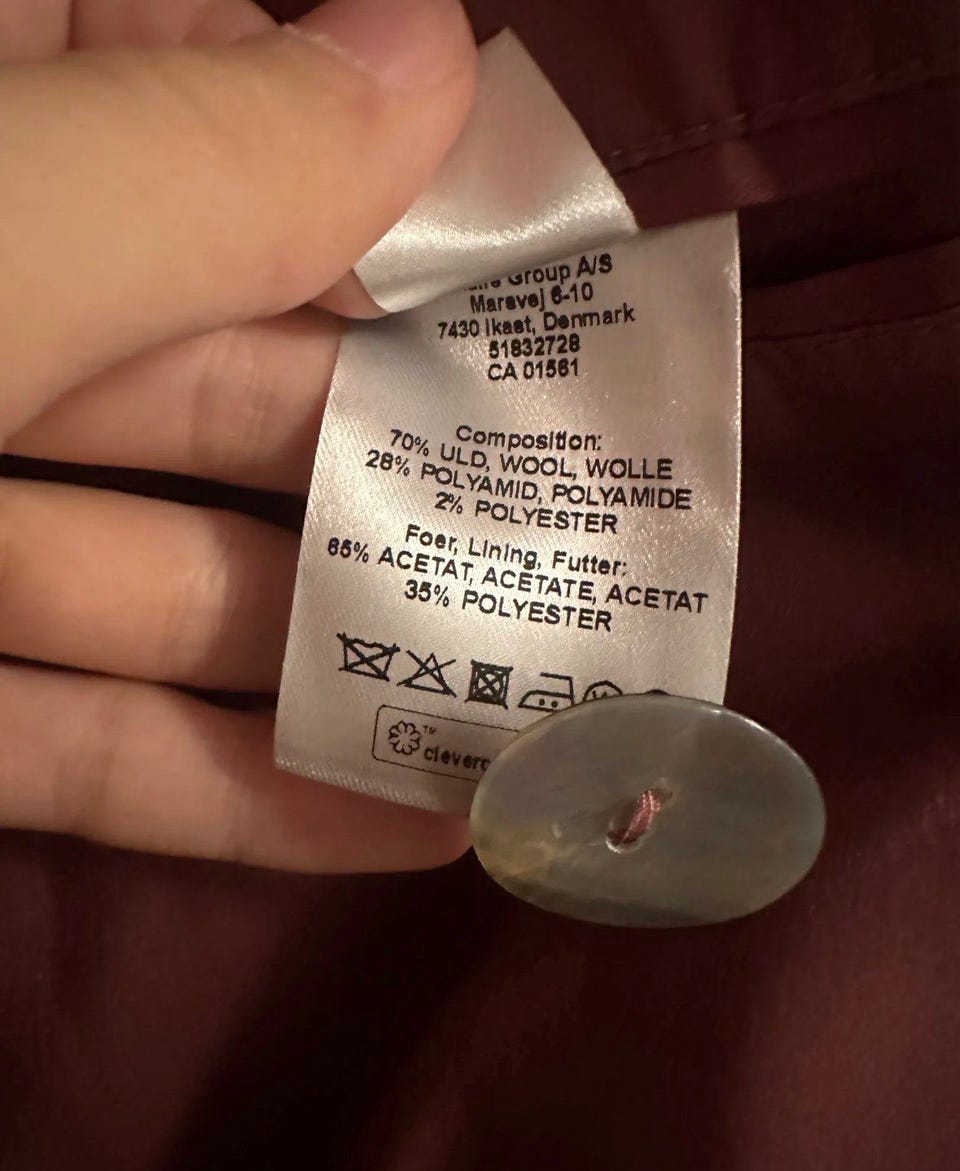 Group A/S
Marsvej 6-10
7430 Ikast, Denmark
51832728
CA 01561
Composition:
70% ULD, WOOL, WOLLE
28% POLYAMID, POLYAMIDE
2% POLYESTER
Foer, Lining, Futter:
65% ACETAT, ACETATE, ACETAT
35% POLYESTER
™